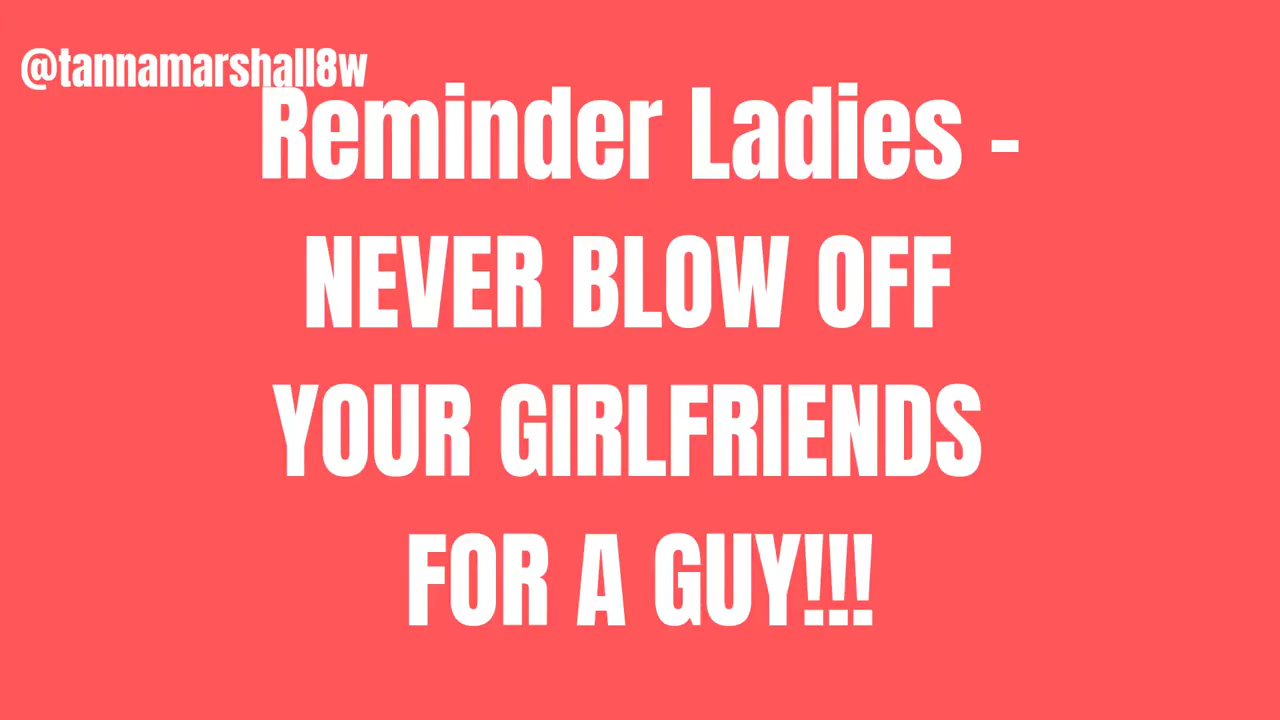 @tannamarshall8w
Reminder Ladies -
NEVER BLOW OFF
YOUR GIRLFRIENDS
FOR A GUY!!!